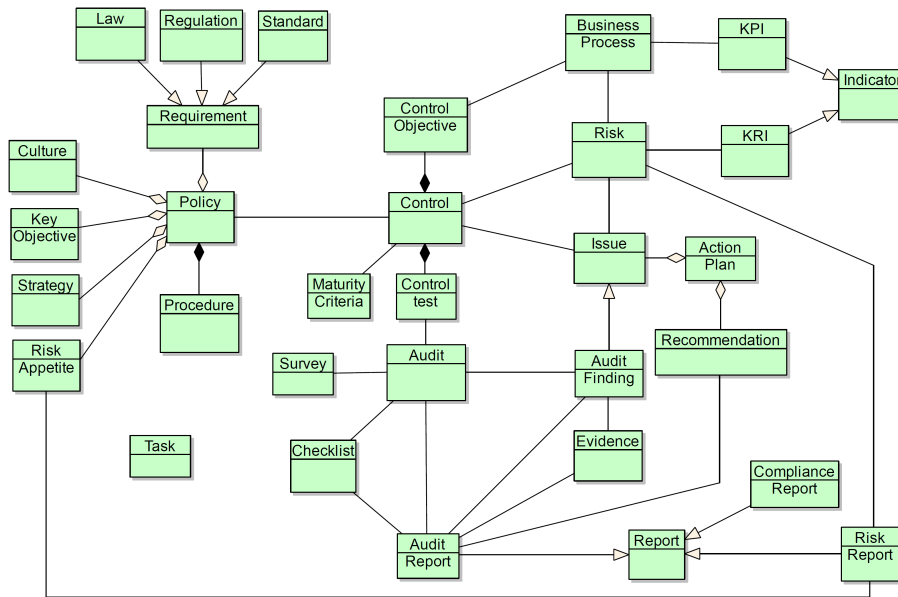 Law
Regulation
Standard
Business
Process
KPI
Indicator
Requirement
Control
Objective
Risk
KRI
Culture
Policy
Control
Key
Objective
Issue
Action
Plan
Strategy
Procedure
Maturity
Criteria
Control
test
Risk
Appetite
Survey
Audit
Audit
Finding
Recommendation
Task
Checklist
Evidence
Compliance
Report
Audit
Report
Report
Risk
Report